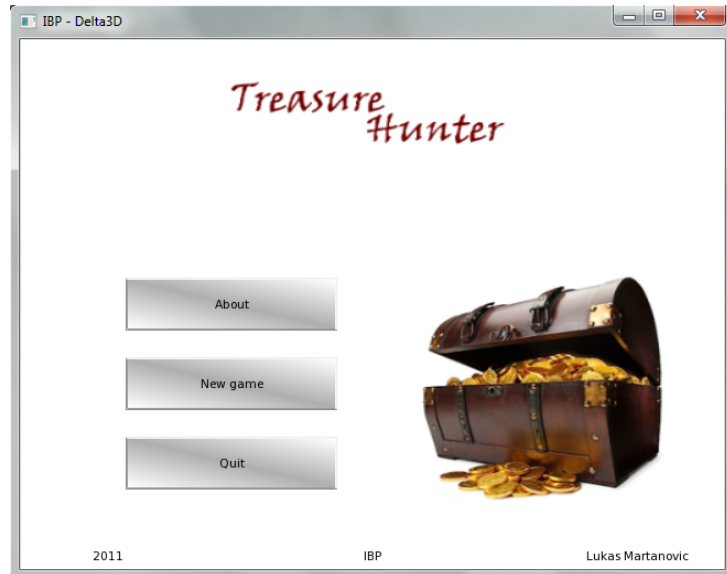 IBP - Delta3D
Treasure
Hunter
About
New game
Quit
2011 IBP Lukas Martanovic